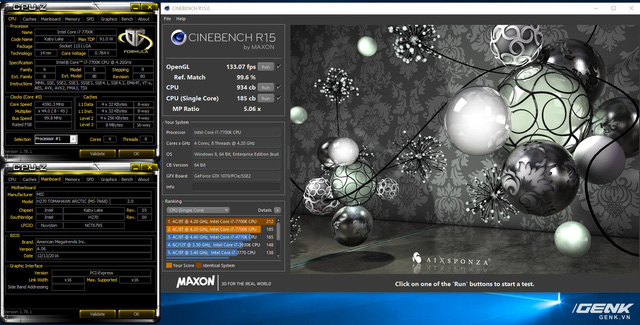 CPU-Z
CPU Caches Mainboard Memory SPD Graphics Bench About
Processor
Name Intel Core i7 7700K
Code Name Kaby Lake Max TDP 91.0 W
Package Socket 1151 LGA
Technology 14 nm Core Voltage 0.784 V
Specification Intel® Core™ i7-7700K CPU @ 4.20GHz
Family 6 Model E Stepping 9
Ext. Family 6 Ext. Model 9E Revision B0
Instructions MMX, SSE, SSE2, SSE3, SSSE3, SSE4.1, SSE4.2, EM64T, VT-x,
AES, AVX, AVX2, FMA3, TSX
FORMULA
Clocks (Core #0)
Core Speed
Multiplier x 44.0 [ 8 - 45 ]
Bus Speed
Rated FSB
Caches
L1 Data 4 x 32 KBytes 8-way
L1 Inst. 4 x 32 KBytes 8-way
Level 2 4 x 256 KBytes 4-way
Level 3 8 MBytes 16-way
Selection Processor #1 Cores 4 Threads 8
Validate OK
CPU-Z
CPU Caches Mainboard Memory SPD Graphics Bench About
Motherboard
Manufacturer MSI
Model H270 TOMAHAWK ARCTIC (MS-7A68) 2.0
Chipset Intel Kaby Lake Rev. 05
Southbridge Intel H270 Rev. 00
LPCIO Nuvoton NCT6795
BIOS
Brand American Megatrends Inc.
Version A.00
Date 12/13/2016
Graphic Interface
Version PCI-Express
Link Width x16 Max. Supported x16
Side Band Addressing
Validate OK
CINEBENCH R15.0
File Help
CINEBENCH R15
by MAXON
OpenGL 133.07 fps Run
Ref. Match 99.6 %
CPU 934 cb Run
CPU (Single Core) 185 cb Run
MP Ratio 5.06 x
Your System
Processor Intel Core i7-7700K
Cores x GHz 4 Cores, 8 Threads @ 4.20 GHz
OS Windows 8, 64 Bit, Enterprise Edition (buil
CB Version 64 Bit
GFX Board GeForce GTX 1070/PCIe/SSE2
Info
Ranking
CPU (Single Core) Details
1. 4C/8T @ 4.20 GHz, Intel Core i7-7700K CPU 252
2. 4C/8T @ 4.20 GHz, Intel Core i7-7700K 185
3. 4C/8T @ 4.40 GHz, Intel Core i7-4770K CPU 165
4. 6C/12T @ 3.30 GHz, Intel Core i7-3930K CPU 148
5. 4C/8T @ 3.40 GHz, Intel Core i7-3770 CPU 138
Your Score Identical System
MAXON 3D FOR THE REAL WORLD
AIXSPONZA
Click on one of the 'Run' buttons to start a test.
GENK
GENK.VN